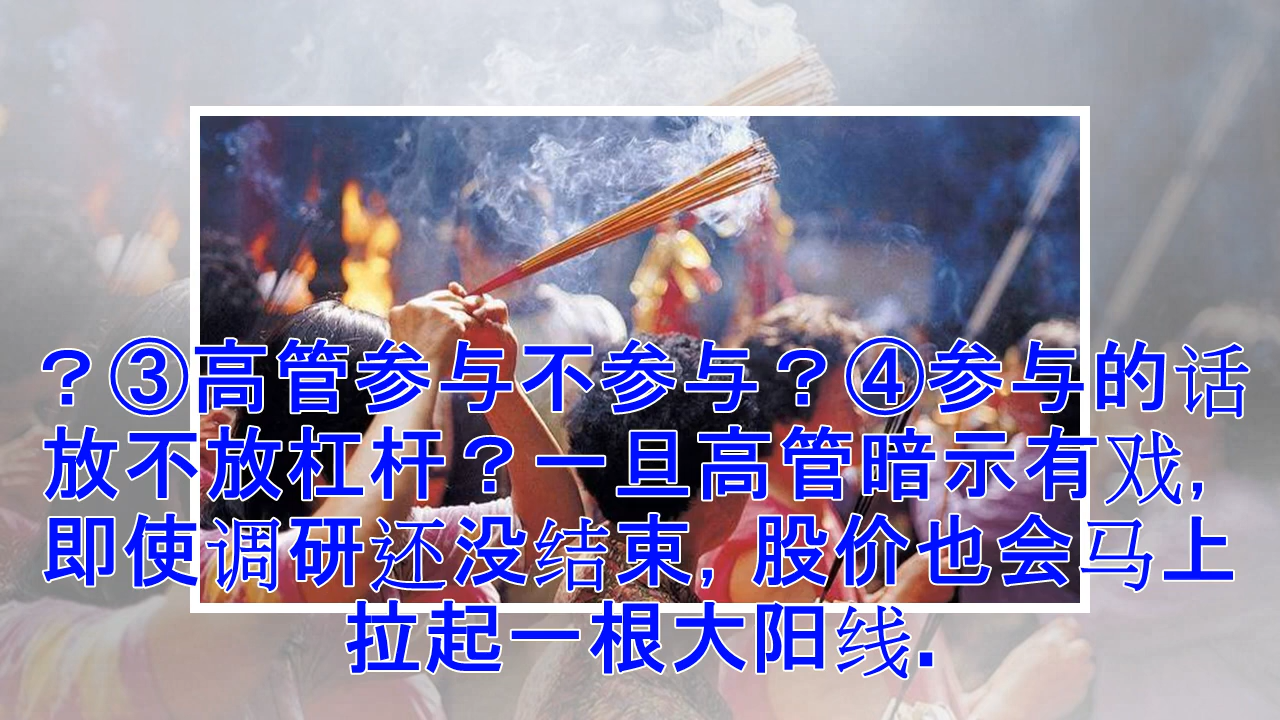 ？③高管参与不参与？④参与的话
放不放杠杆？一旦高管暗示有戏,
即使调研还没结束, 股价也会马上
拉起一根大阳线.